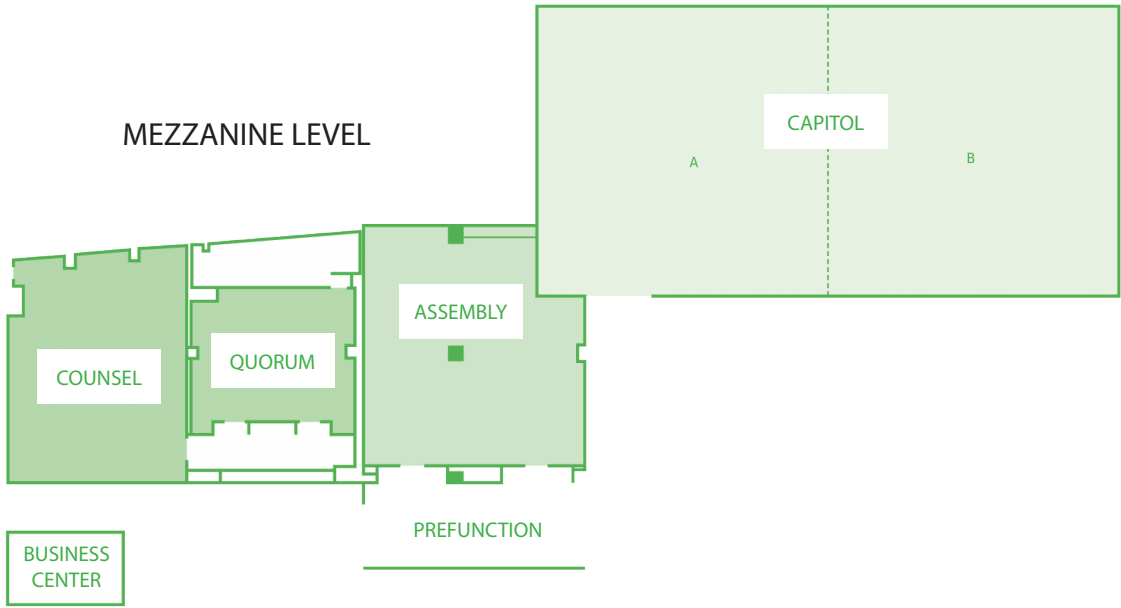 MEZZANINE LEVEL
CAPITOL
A
B
ASSEMBLY
QUORUM
COUNSEL
PREFUNCTION
BUSINESS
CENTER